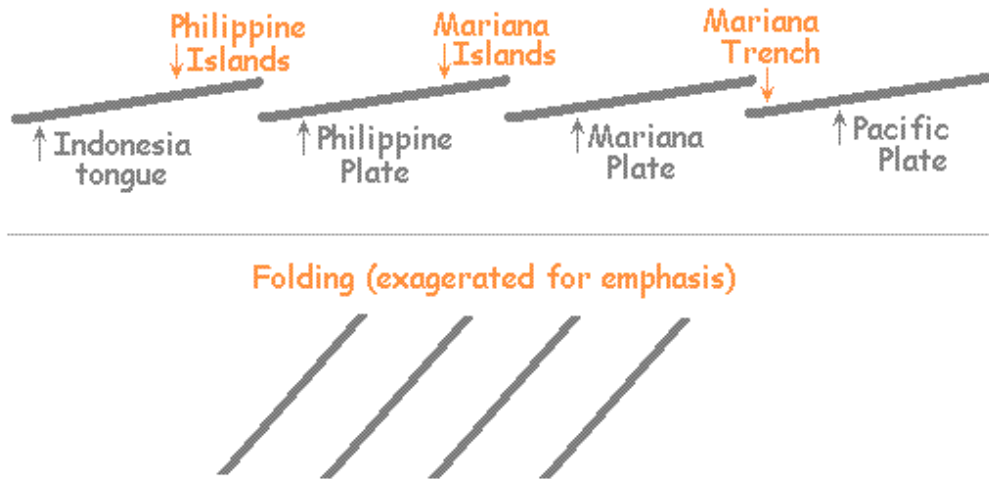 Philippine
Islands
Mariana
Islands
Mariana
Trench
Indonesia
tongue
Philippine
Plate
Mariana
Plate
Pacific
Plate
Folding (exagerated for emphasis)